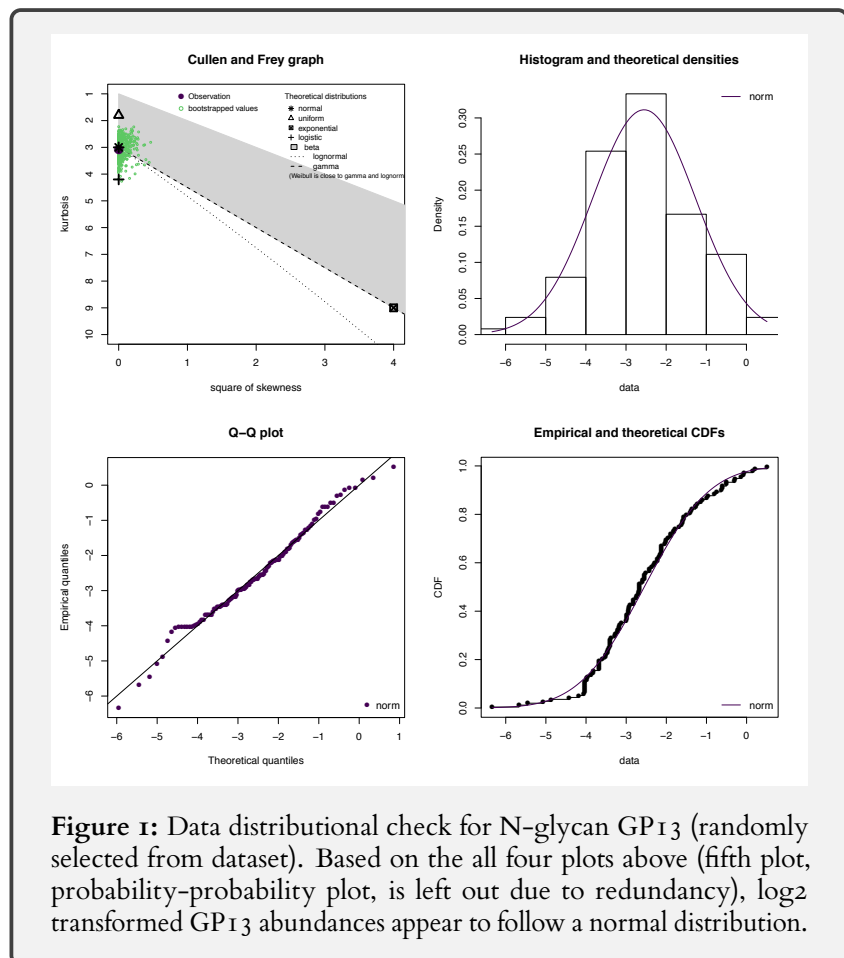 Cullen and Frey graph
Observation
bootstrapped values
Theoretical distributions
normal
uniform
exponential
logistic
beta
lognormal
gamma
(Weibull is close to gamma and lognorm
kurtosis
1
2
3
4
5
6
7
8
9
10
0
1
2
3
4
square of skewness
Histogram and theoretical densities
norm
Density
0.30
0.25
0.20
0.15
0.10
0.05
0.00
−6
−5
−4
−3
−2
−1
0
data
Q−Q plot
Empirical quantiles
0
−1
−2
−3
−4
−5
−6
norm
−6
−5
−4
−3
−2
−1
0
1
Theoretical quantiles
Empirical and theoretical CDFs
CDF
1.0
0.8
0.6
0.4
0.2
0.0
norm
−6
−5
−4
−3
−2
−1
0
data
Figure 1: Data distributional check for N-glycan GP13 (randomly
selected from dataset). Based on the all four plots above (fifth plot,
probability-probability plot, is left out due to redundancy), log2
transformed GP13 abundances appear to follow a normal distribution.